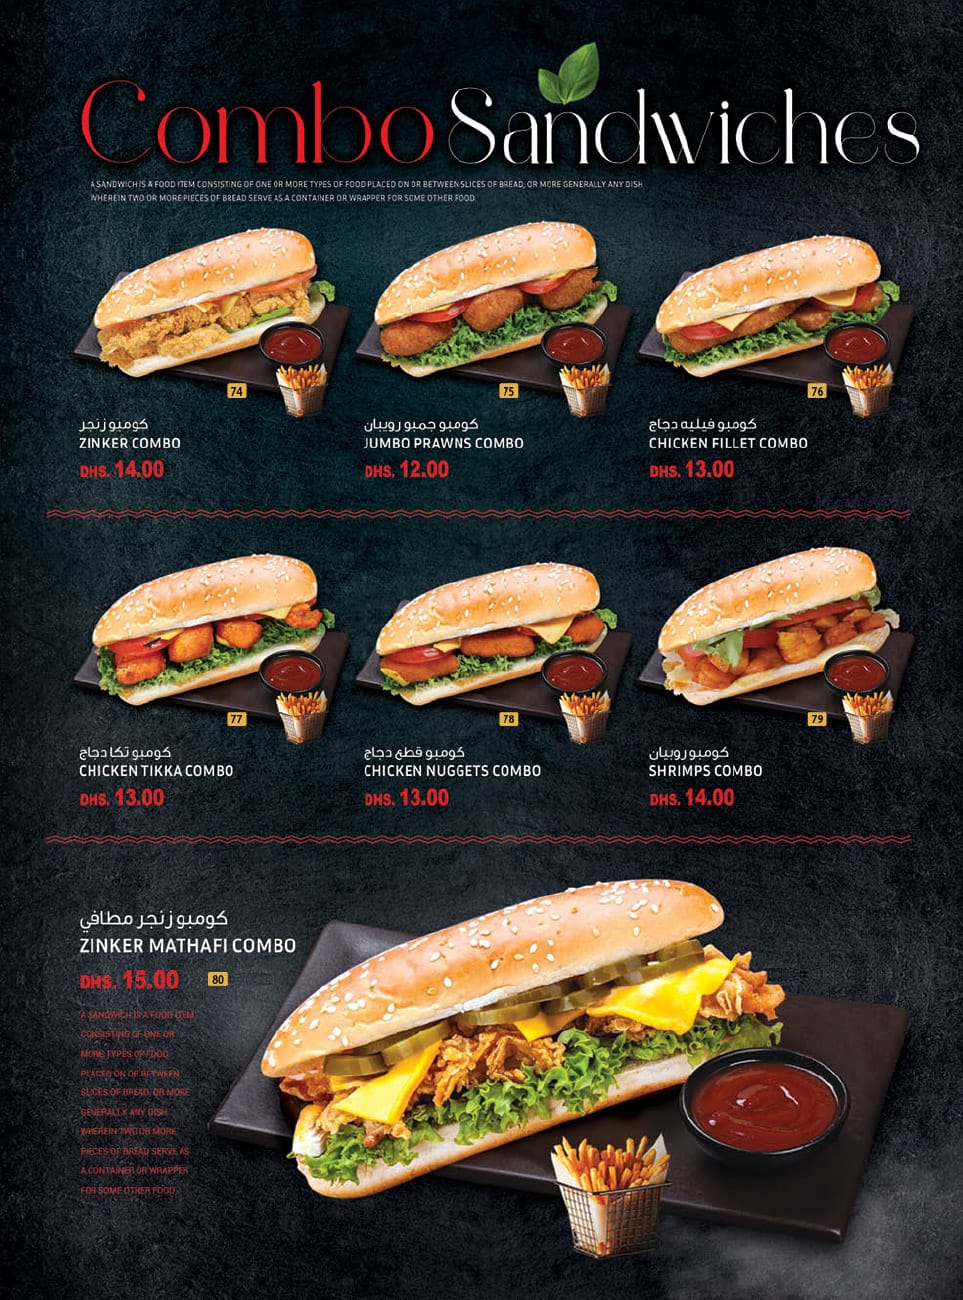 Combo Sandwiches
A SANDWICH IS A FOOD ITEM CONSISTING OF ONE OR MORE TYPES OF FOOD PLACED ON OR BETWEEN SLICES OF BREAD, OR MORE GENERALLY ANY DISH
WHEREIN TWO OR MORE PIECES OF BREAD SERVE AS A CONTAINER OR WRAPPER FOR SOME OTHER FOOD.
74
كومبو زنجر
ZINKER COMBO
DHS. 14.00
75
كومبو جمبو روبيان
JUMBO PRAWNS COMBO
DHS. 12.00
76
كومبو فيليه دجاج
CHICKEN FILLET COMBO
DHS. 13.00
77
كومبو تكا دجاج
CHICKEN TIKKA COMBO
DHS. 13.00
78
كومبو قطع دجاج
CHICKEN NUGGETS COMBO
DHS. 13.00
79
كومبو روبيان
SHRIMPS COMBO
DHS. 14.00
كومبو زنجر مطافي
ZINKER MATHAFI COMBO
DHS. 15.00 80
A SANDWICH IS A FOOD ITEM
CONSISTING OF ONE OR
MORE TYPES OF FOOD
PLACED ON OR BETWEEN
SLICES OF BREAD, OR MORE
GENERALLY ANY DISH
WHEREIN TWO OR MORE
PIECES OF BREAD SERVE AS
A CONTAINER OR WRAPPER
FOR SOME OTHER FOOD.